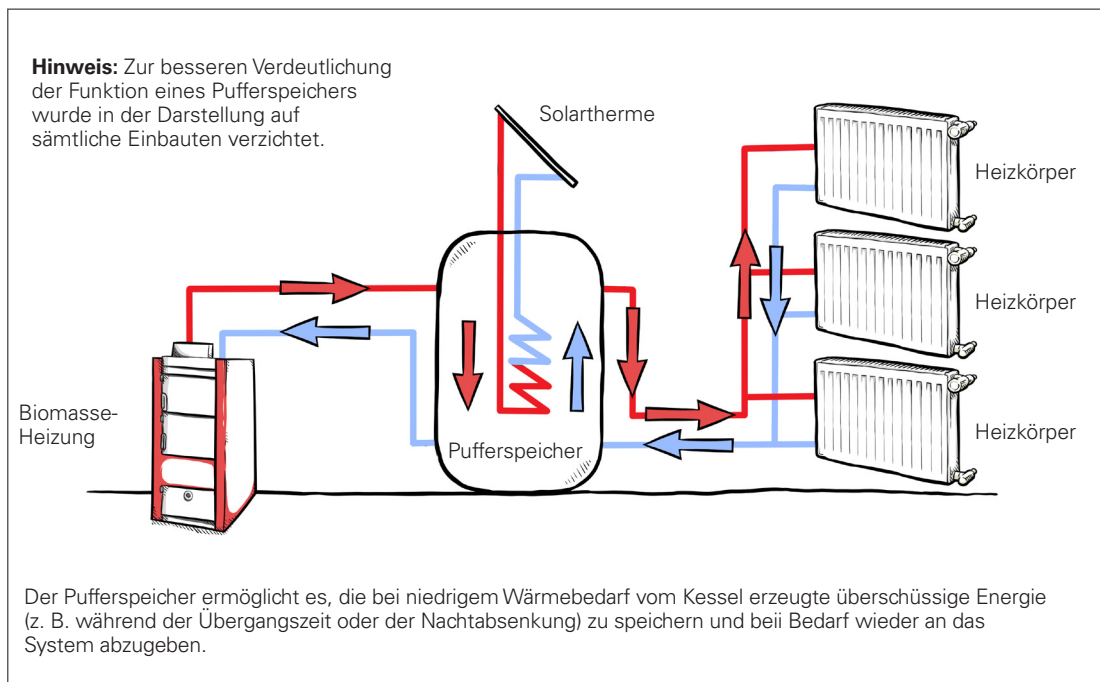 Hinweis: Zur besseren Verdeutlichung
der Funktion eines Pufferspeichers
wurde in der Darstellung auf
sämtliche Einbauten verzichtet.
Solartherme
Heizkörper
Heizkörper
Biomasse-
Heizung
Heizkörper
Pufferspeicher
Der Pufferspeicher ermöglicht es, die bei niedrigem Wärmebedarf vom Kessel erzeugte überschüssige Energie
(z. B. während der Übergangszeit oder der Nachtabsenkung) zu speichern und beii Bedarf wieder an das
System abzugeben.